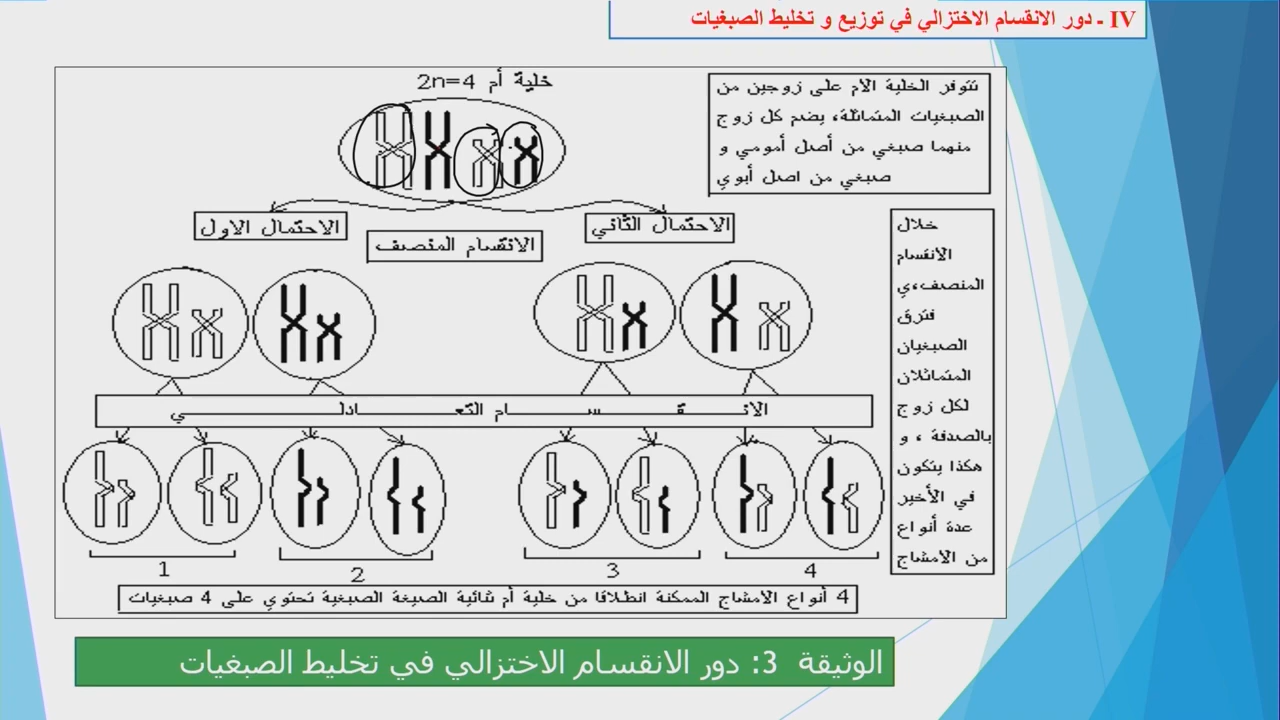 IV ـ دور الانقسام الاختزالي في توزيع و تخليط الصبغيات
خلية أم 2n=4
تتوفر الخلية الأم على زوجين من
الصبغيات المتماثلة، يضم كل زوج
منهما صبغي من أصل أمومي و
صبغي من اصل أبوي
الاحتمال الثاني
الاحتمال الاول
الانقسام المنصف
خلال
الانقسام
المنصف،ي
فترق
الصبغيان
المتماثلان
لكل زوج
بالصدفة ، و
هكذا يتكون
في الأخير
عدة أنواع
من الأمشاج
الانقسام التعادلي
1
2
3
4
4 أنواع الأمشاج الممكنة انطلاقا من خلية أم ثنائية الصيغة الصبغية تحتوي على 4 صبغيات
الوثيقة 3: دور الانقسام الاختزالي في تخليط الصبغيات